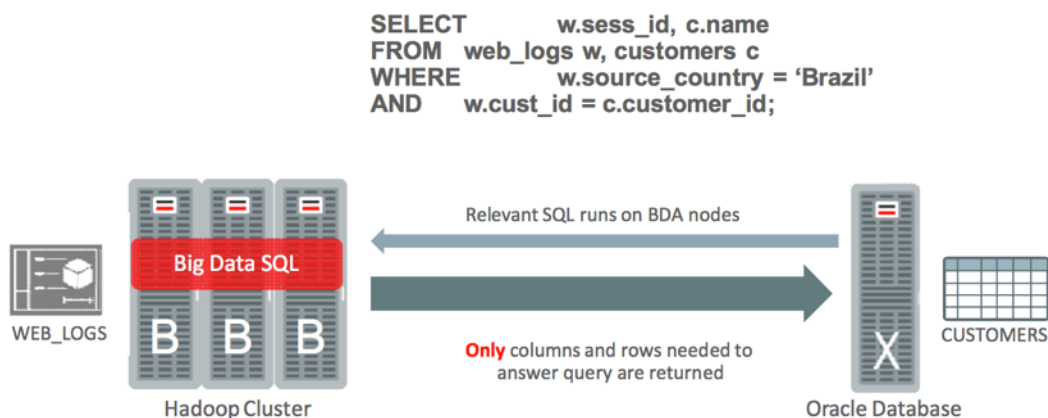 SELECT w.sess_id, c.name
FROM web_logs w, customers c
WHERE w.source_country = ‘Brazil’
AND w.cust_id = c.customer_id;
Relevant SQL runs on BDA nodes
Big Data SQL
WEB_LOGS
B B B
X
CUSTOMERS
Only columns and rows needed to
answer query are returned
Hadoop Cluster
Oracle Database